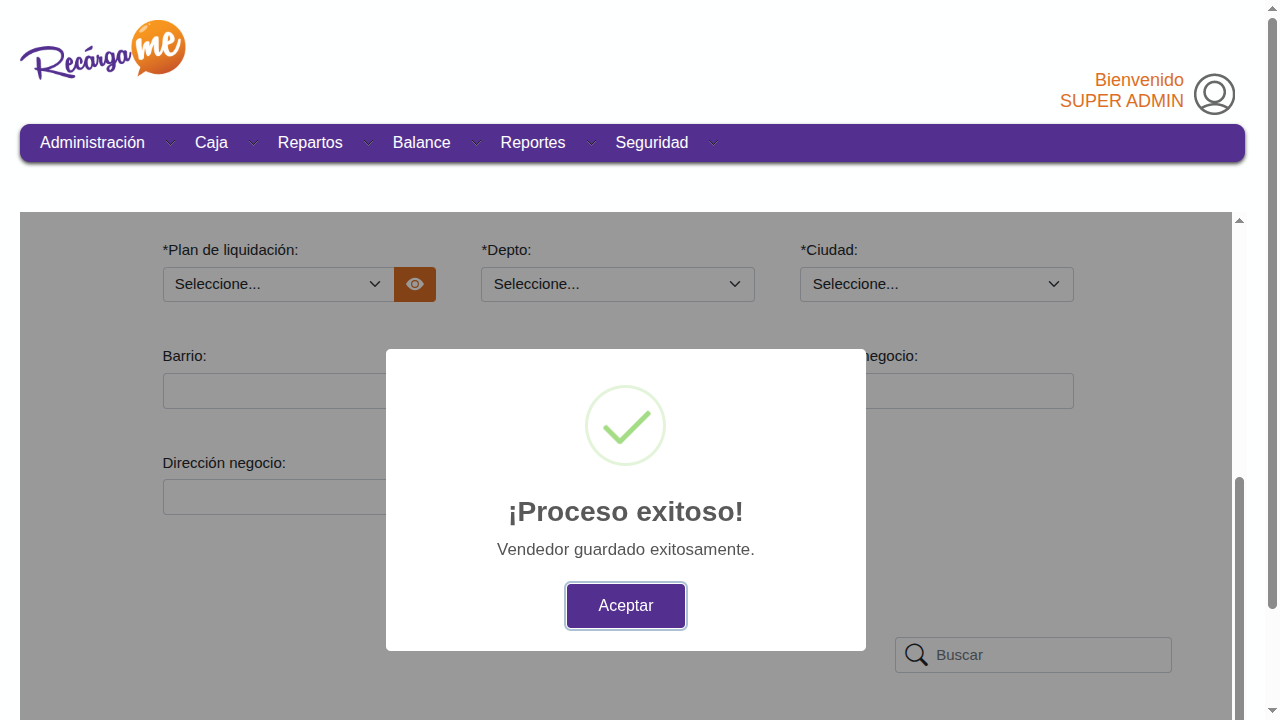 Recárgame
Bienvenido
SUPER ADMIN
Administración Caja Repartos Balance Reportes Seguridad
*Plan de liquidación: *Depto: *Ciudad:
Seleccione... Seleccione... Seleccione...
Barrio: negocio:
¡Proceso exitoso!
Dirección negocio:
Vendedor guardado exitosamente.
Aceptar
Buscar